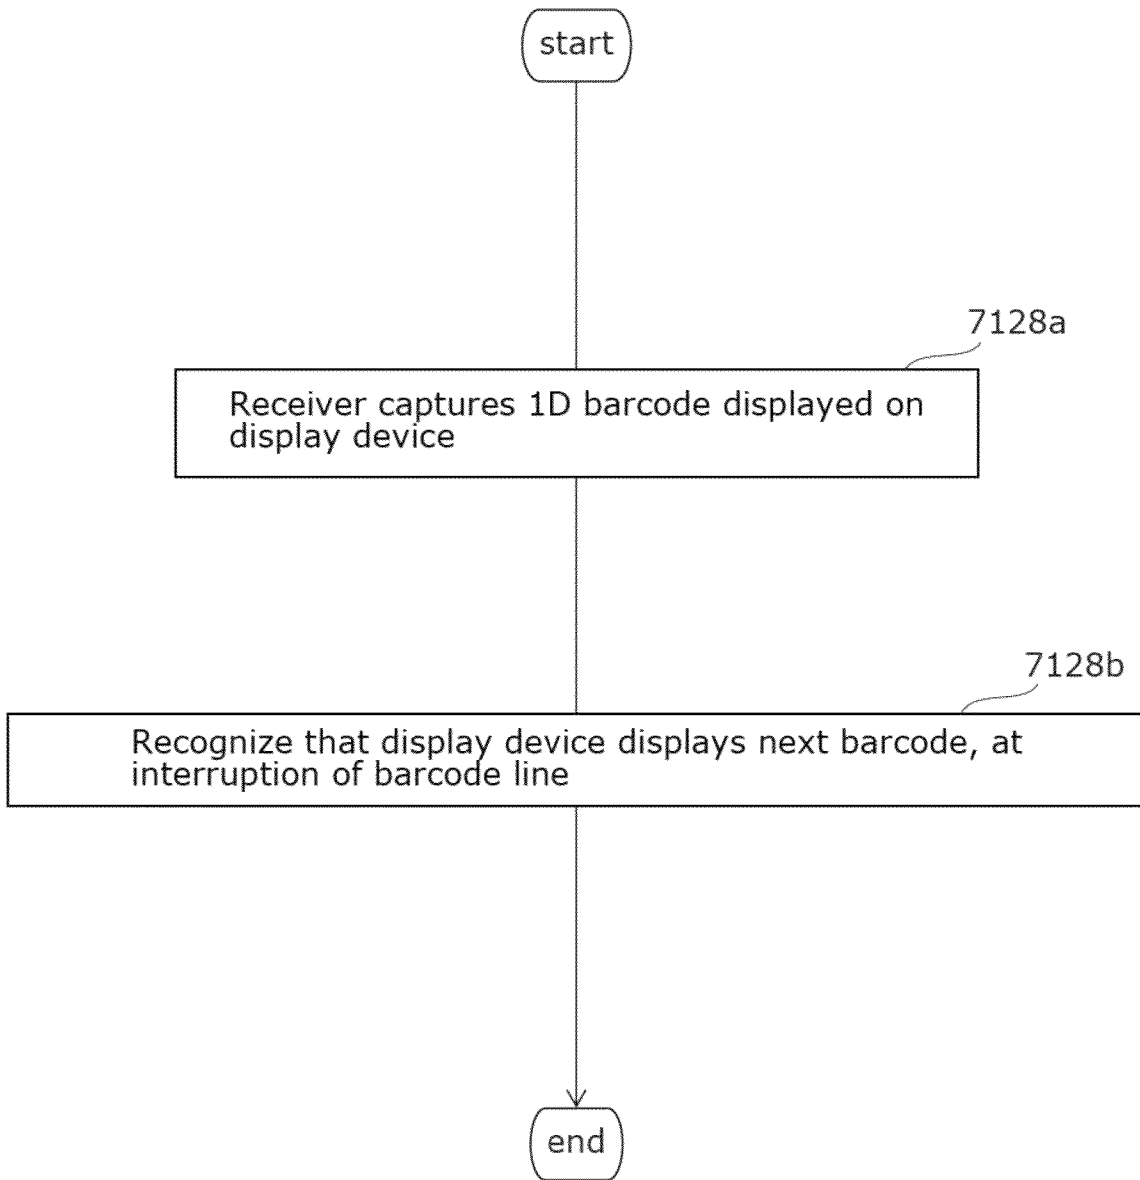 start
7128a
Receiver captures 1D barcode displayed on
display device
7128b
Recognize that display device displays next barcode, at
interruption of barcode line
end